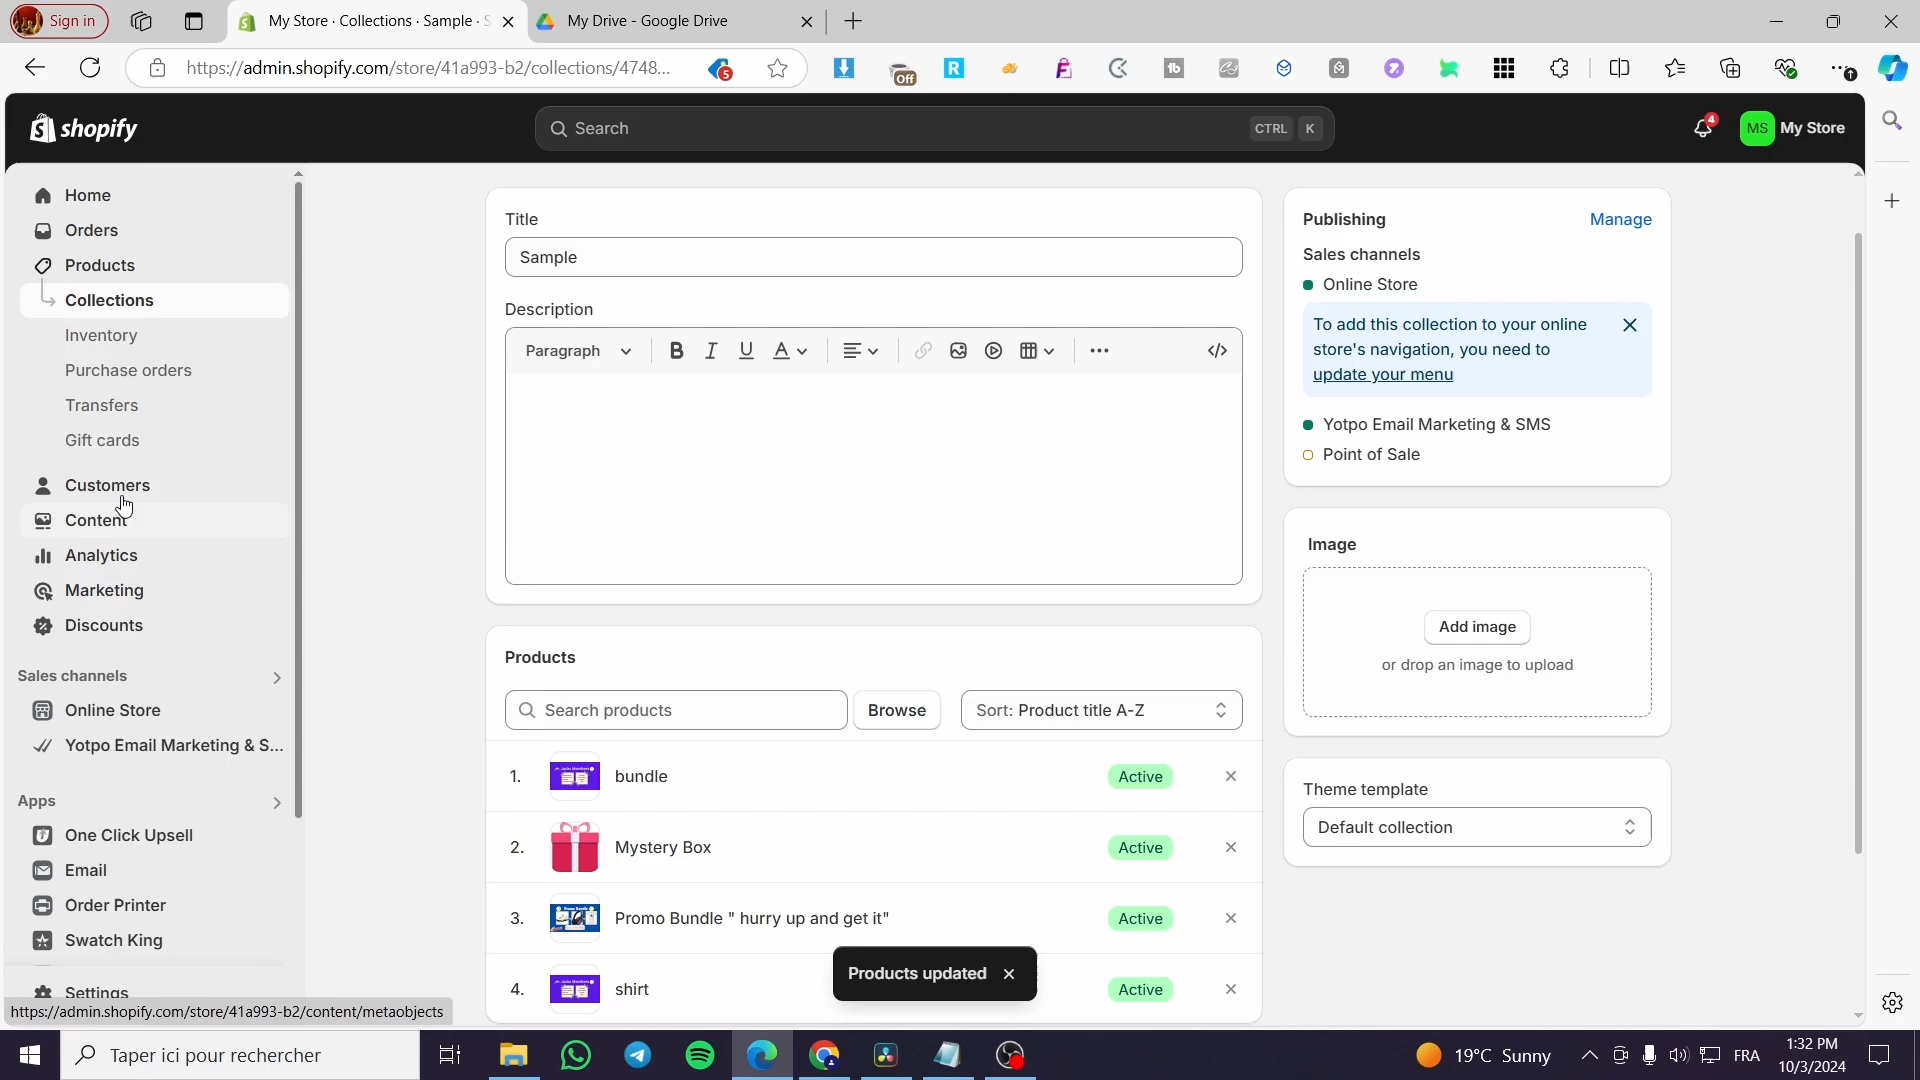 Sign in
My Store · Collections · Sample · S
My Drive - Google Drive
https://admin.shopify.com/store/41a993-b2/collections/4748...
5
Off
R
tb
shopify
Search
CTRL K
4
MS My Store
Home
Orders
Products
Collections
Inventory
Purchase orders
Transfers
Gift cards
Customers
Content
Analytics
Marketing
Discounts
Sales channels
Online Store
Yotpo Email Marketing & S...
Apps
One Click Upsell
Email
Order Printer
Swatch King
Settings
https://admin.shopify.com/store/41a993-b2/content/metaobjects
Title
Sample
Description
Paragraph
B I U A
Products
Search products
Browse
Sort: Product title A-Z
1. bundle Active
2. Mystery Box Active
3. Promo Bundle " hurry up and get it" Active
4. shirt Active
Products updated
Publishing
Manage
Sales channels
Online Store
To add this collection to your online
store's navigation, you need to
update your menu
Yotpo Email Marketing & SMS
Point of Sale
Image
Add image
or drop an image to upload
Theme template
Default collection
Taper ici pour rechercher
19°C Sunny
FRA
1:32 PM
10/3/2024